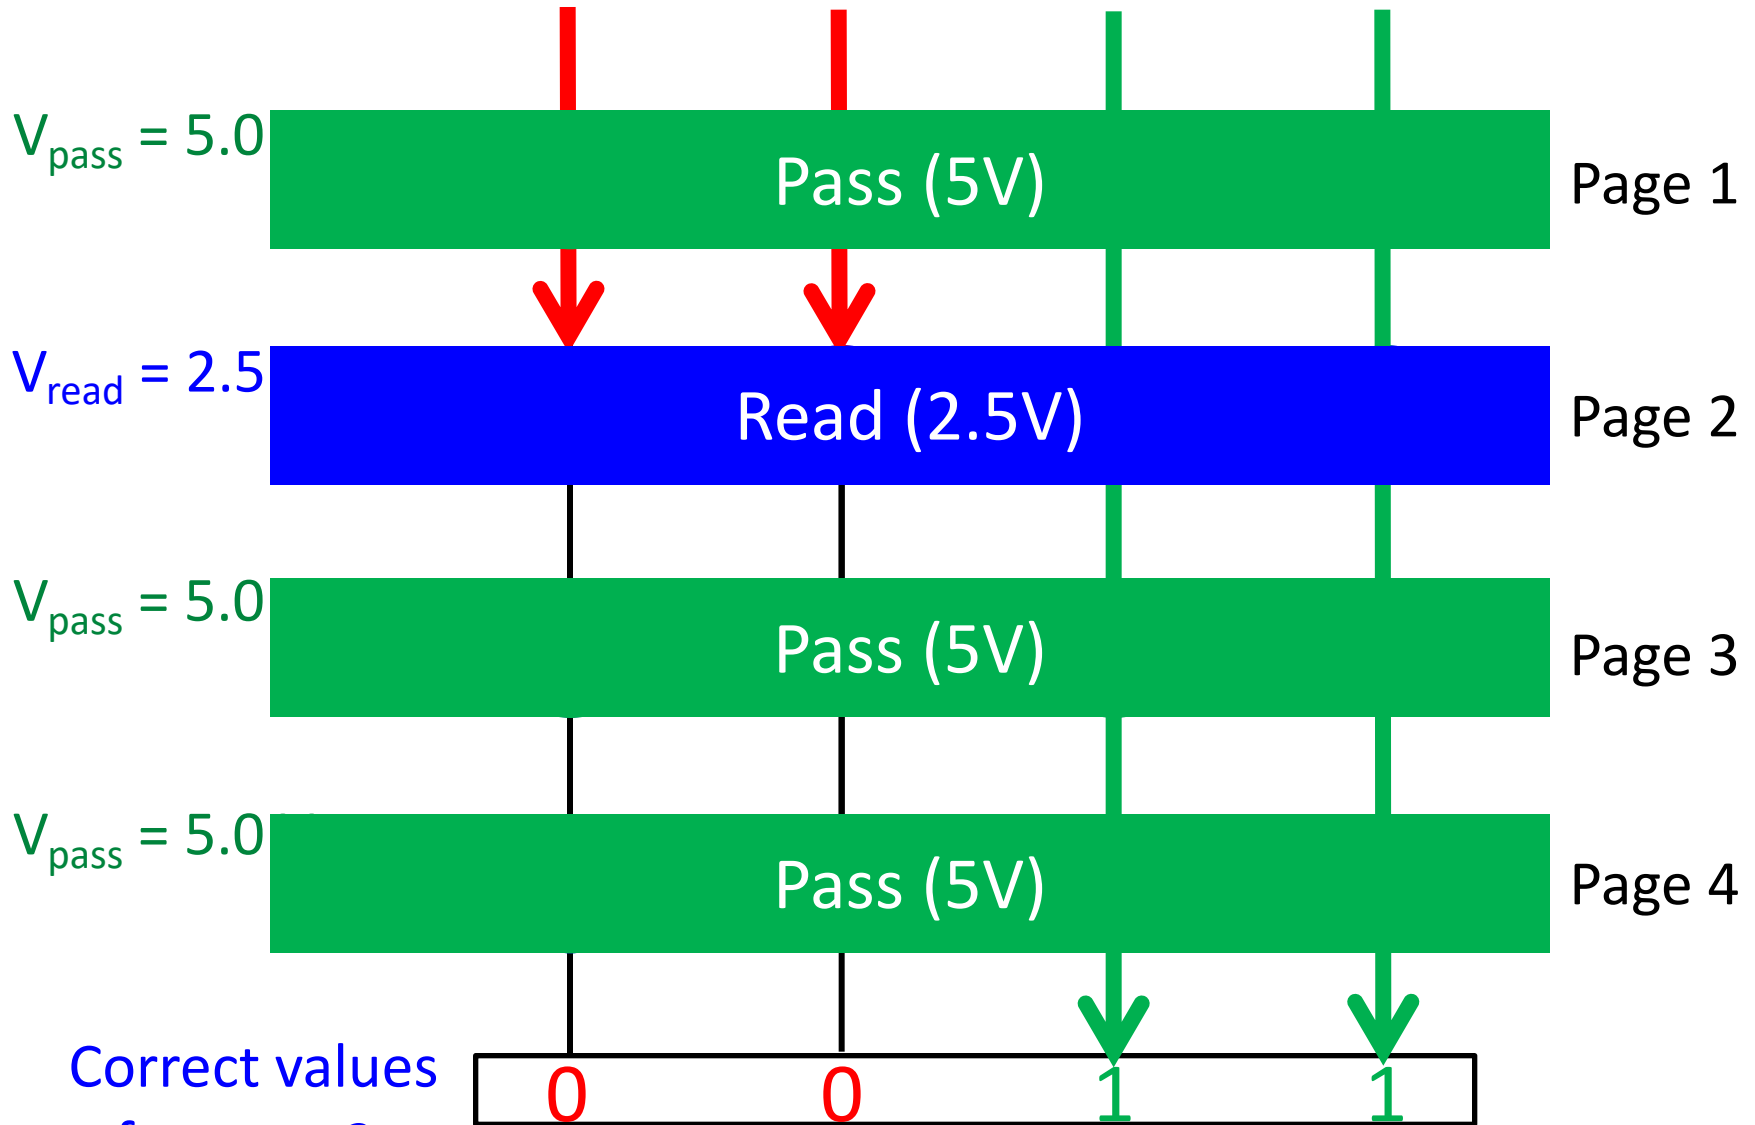 Vpass = 5.0
Pass (5V)
Page 1
Vread = 2.5
Read (2.5V)
Page 2
Vpass = 5.0
Pass (5V)
Page 3
Vpass = 5.0
Pass (5V)
Page 4
Correct values
0 0 1 1